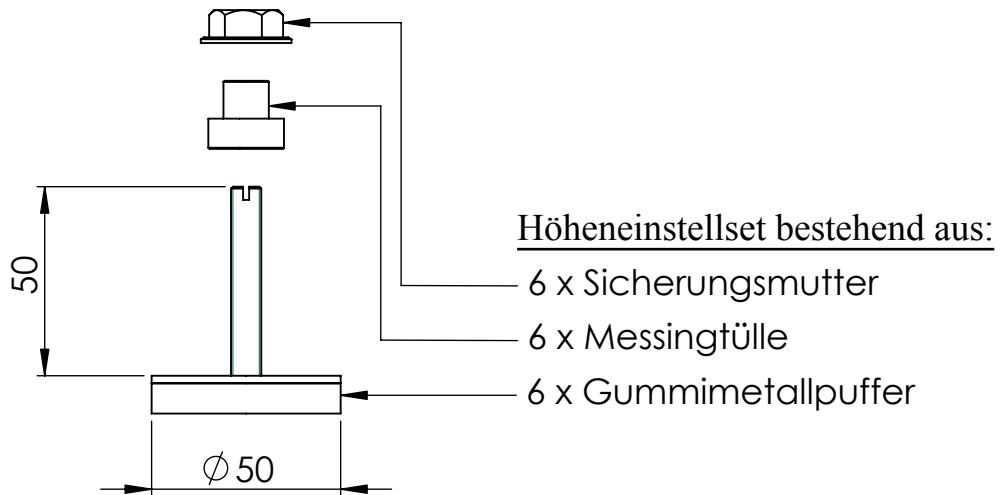 Höheneinstellset bestehend aus:
6 x Sicherungsmutter
6 x Messingtülle
6 x Gummimetallpuffer
50
∅ 50